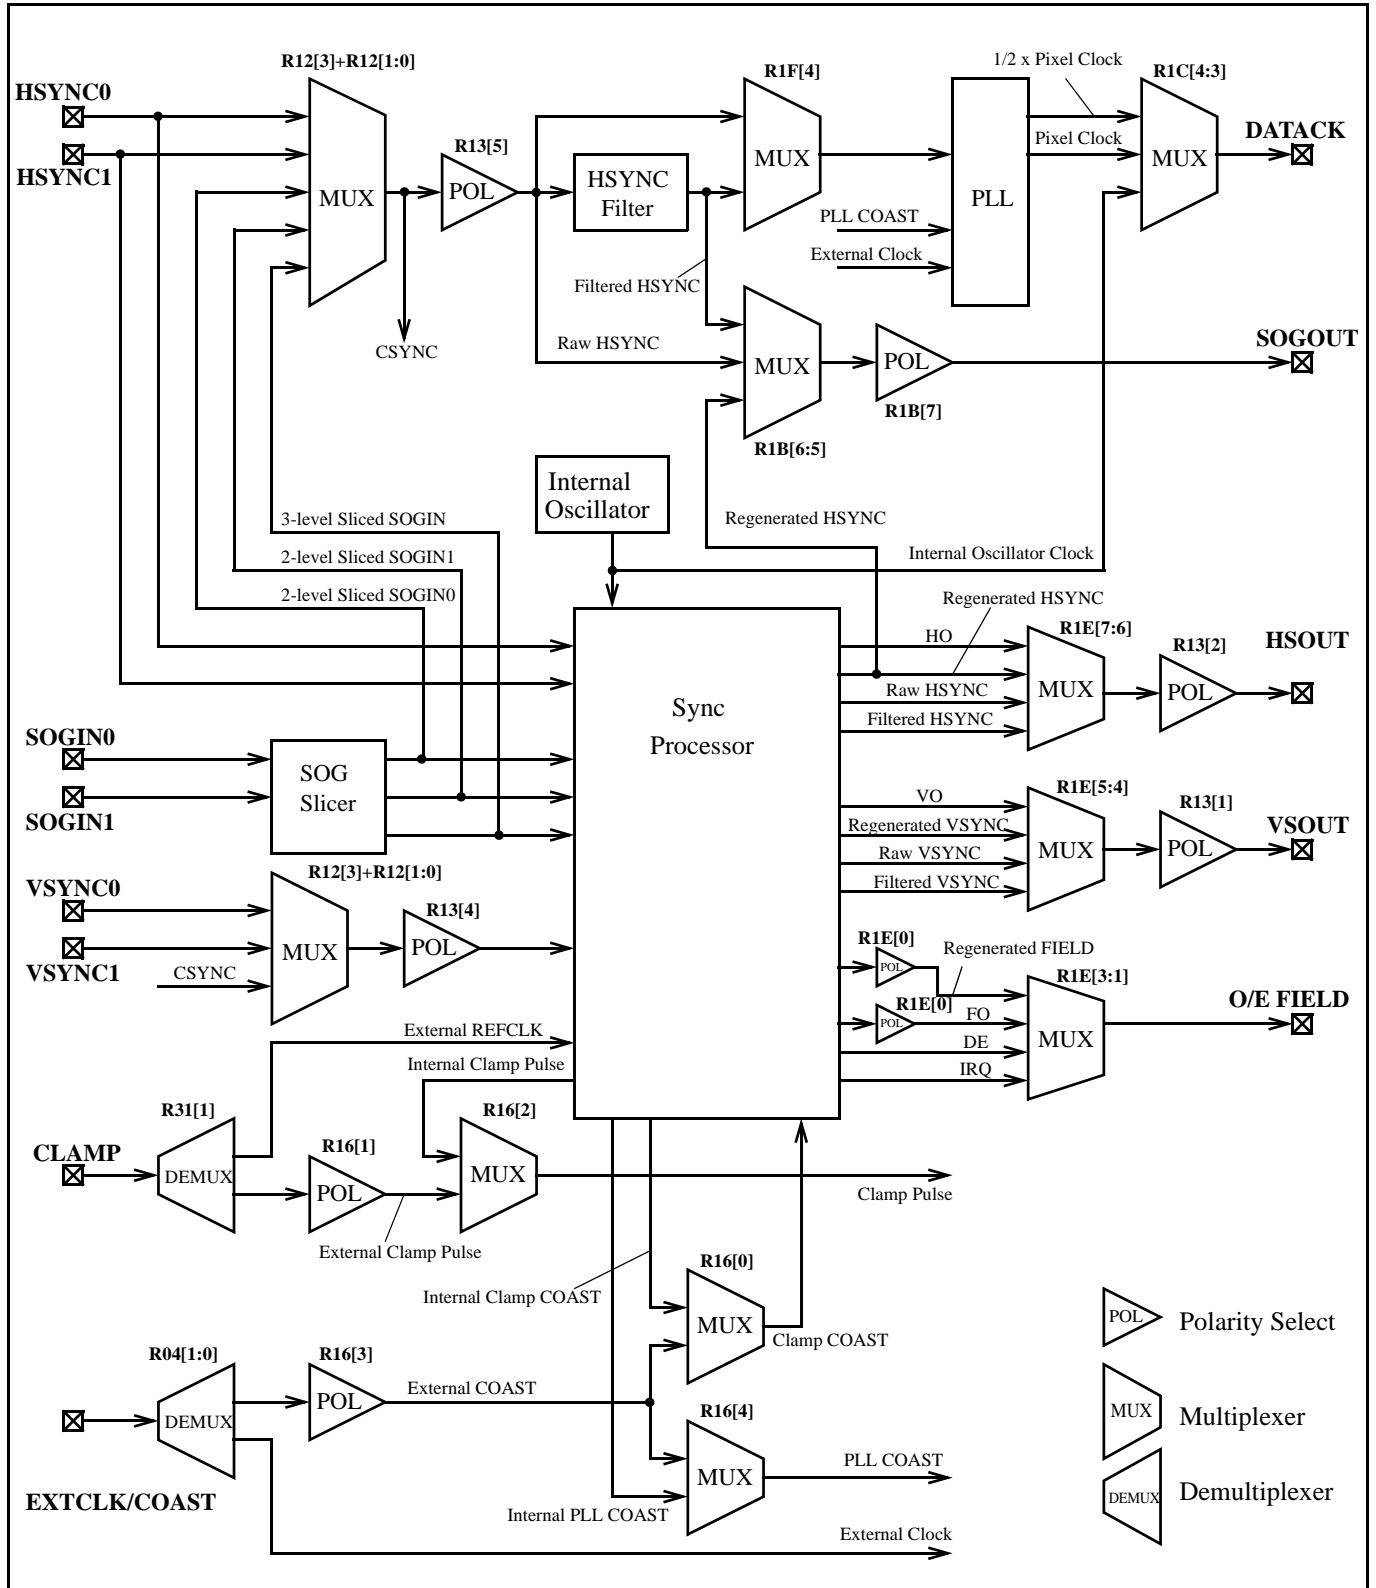 R12[3]+R12[1:0]
HSYNC0
HSYNC1
MUX
R13[5]
POL
CSYNC
HSYNC
Filter
Filtered HSYNC
Raw HSYNC
R1F[4]
MUX
1/2 x Pixel Clock
Pixel Clock
PLL
PLL COAST
External Clock
R1C[4:3]
MUX
DATACK
MUX
R1B[6:5]
POL
R1B[7]
SOGOUT
Internal
Oscillator
Regenerated HSYNC
Internal Oscillator Clock
3-level Sliced SOGIN
2-level Sliced SOGIN1
2-level Sliced SOGIN0
Sync
Processor
HO
Regenerated HSYNC
Raw HSYNC
Filtered HSYNC
R1E[7:6]
MUX
R13[2]
POL
HSOUT
SOGIN0
SOGIN1
SOG
Slicer
VO
Regenerated VSYNC
Raw VSYNC
Filtered VSYNC
R1E[5:4]
MUX
R13[1]
POL
VSOUT
R12[3]+R12[1:0]
VSYNC0
VSYNC1
CSYNC
MUX
R13[4]
POL
R1E[0]
POL
Regenerated FIELD
R1E[0]
POL
FO
DE
IRQ
R1E[3:1]
MUX
O/E FIELD
External REFCLK
Internal Clamp Pulse
R31[1]
CLAMP
DEMUX
R16[1]
POL
External Clamp Pulse
R16[2]
MUX
Clamp Pulse
Internal Clamp COAST
R16[0]
MUX
Clamp COAST
R04[1:0]
DEMUX
EXTCLK/COAST
R16[3]
POL
External COAST
R16[4]
MUX
PLL COAST
Internal PLL COAST
External Clock
POL
Polarity Select
MUX
Multiplexer
DEMUX
Demultiplexer